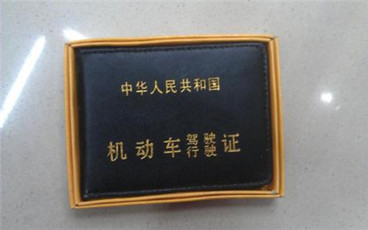 中华人民共和国
机动车驾驶证
行驶